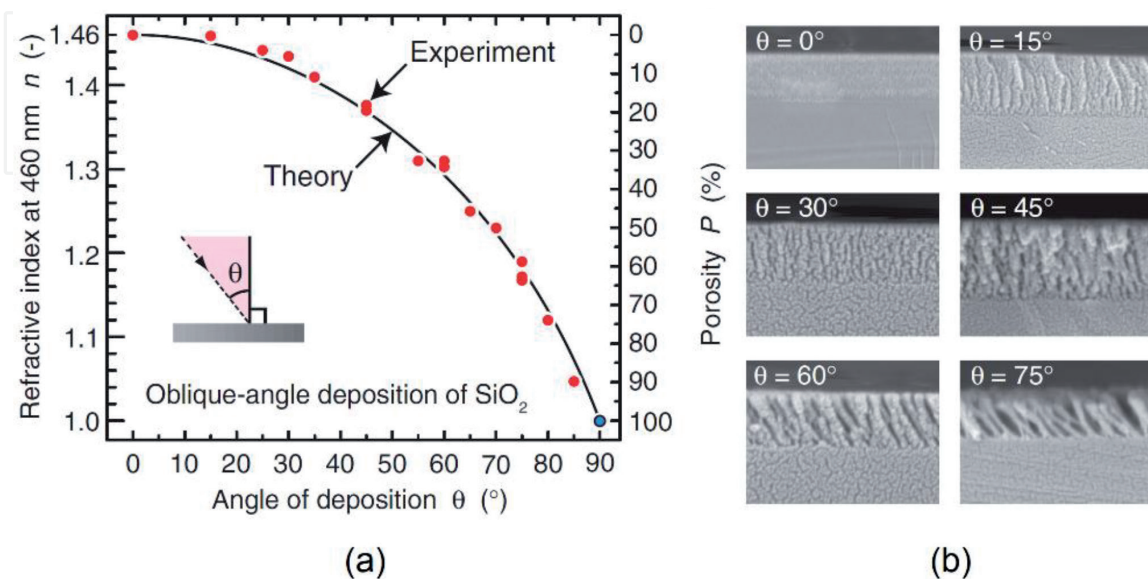 Refractive index at 460 nm n (-)
1.46
1.4
1.3
1.2
1.1
1.0
Experiment
Theory
θ
Oblique-angle deposition of SiO₂
0
10
20
30
40
50
60
70
80
90
100
Porosity P (%)
0 10 20 30 40 50 60 70 80 90
Angle of deposition θ (°)
(a)
θ = 0°
θ = 15°
θ = 30°
θ = 45°
θ = 60°
θ = 75°
(b)